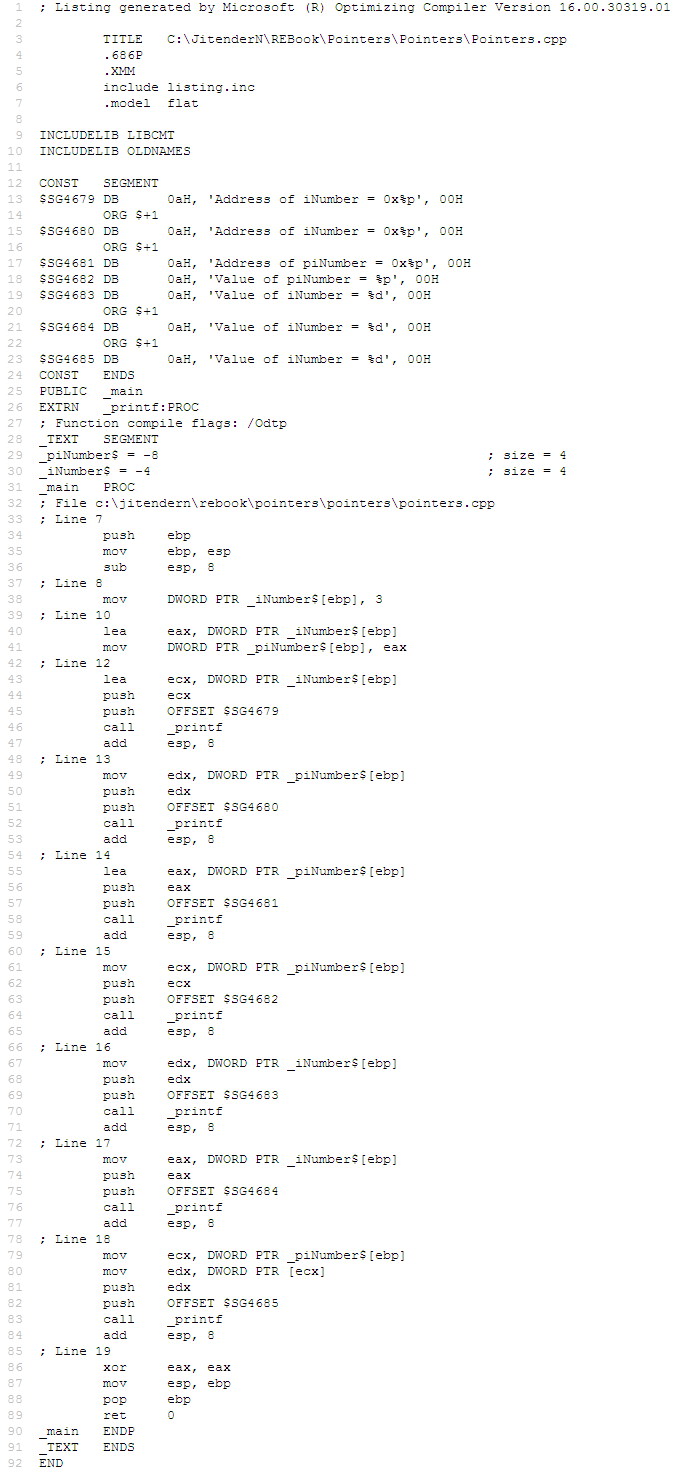 1 ; Listing generated by Microsoft (R) Optimizing Compiler Version 16.00.30319.01
2
3 TITLE C:\JitenderN\REBook\Pointers\Pointers\Pointers.cpp
4 .686P
5 .XMM
6 include listing.inc
7 .model flat
8
9 INCLUDELIB LIBCMT
10 INCLUDELIB OLDNAMES
11
12 CONST SEGMENT
13 $SG4679 DB 0aH, 'Address of iNumber = 0x%p', 00H
14 ORG $+1
15 $SG4680 DB 0aH, 'Address of iNumber = 0x%p', 00H
16 ORG $+1
17 $SG4681 DB 0aH, 'Address of piNumber = 0x%p', 00H
18 $SG4682 DB 0aH, 'Value of piNumber = %p', 00H
19 $SG4683 DB 0aH, 'Value of iNumber = %d', 00H
20 ORG $+1
21 $SG4684 DB 0aH, 'Value of iNumber = %d', 00H
22 ORG $+1
23 $SG4685 DB 0aH, 'Value of iNumber = %d', 00H
24 CONST ENDS
25 PUBLIC _main
26 EXTRN _printf:PROC
27 ; Function compile flags: /Odtp
28 _TEXT SEGMENT
29 _piNumber$ = -8 ; size = 4
30 _iNumber$ = -4 ; size = 4
31 _main PROC
32 ; File c:\jitendern\rebook\pointers\pointers\pointers.cpp
33 ; Line 7
34 push ebp
35 mov ebp, esp
36 sub esp, 8
37 ; Line 8
38 mov DWORD PTR _iNumber$[ebp], 3
39 ; Line 10
40 lea eax, DWORD PTR _iNumber$[ebp]
41 mov DWORD PTR _piNumber$[ebp], eax
42 ; Line 12
43 lea ecx, DWORD PTR _iNumber$[ebp]
44 push ecx
45 push OFFSET $SG4679
46 call _printf
47 add esp, 8
48 ; Line 13
49 mov edx, DWORD PTR _piNumber$[ebp]
50 push edx
51 push OFFSET $SG4680
52 call _printf
53 add esp, 8
54 ; Line 14
55 lea eax, DWORD PTR _piNumber$[ebp]
56 push eax
57 push OFFSET $SG4681
58 call _printf
59 add esp, 8
60 ; Line 15
61 mov ecx, DWORD PTR _piNumber$[ebp]
62 push ecx
63 push OFFSET $SG4682
64 call _printf
65 add esp, 8
66 ; Line 16
67 mov edx, DWORD PTR _iNumber$[ebp]
68 push edx
69 push OFFSET $SG4683
70 call _printf
71 add esp, 8
72 ; Line 17
73 mov eax, DWORD PTR _iNumber$[ebp]
74 push eax
75 push OFFSET $SG4684
76 call _printf
77 add esp, 8
78 ; Line 18
79 mov ecx, DWORD PTR _piNumber$[ebp]
80 mov edx, DWORD PTR [ecx]
81 push edx
82 push OFFSET $SG4685
83 call _printf
84 add esp, 8
85 ; Line 19
86 xor eax, eax
87 mov esp, ebp
88 pop ebp
89 ret 0
90 _main ENDP
91 _TEXT ENDS
92 END